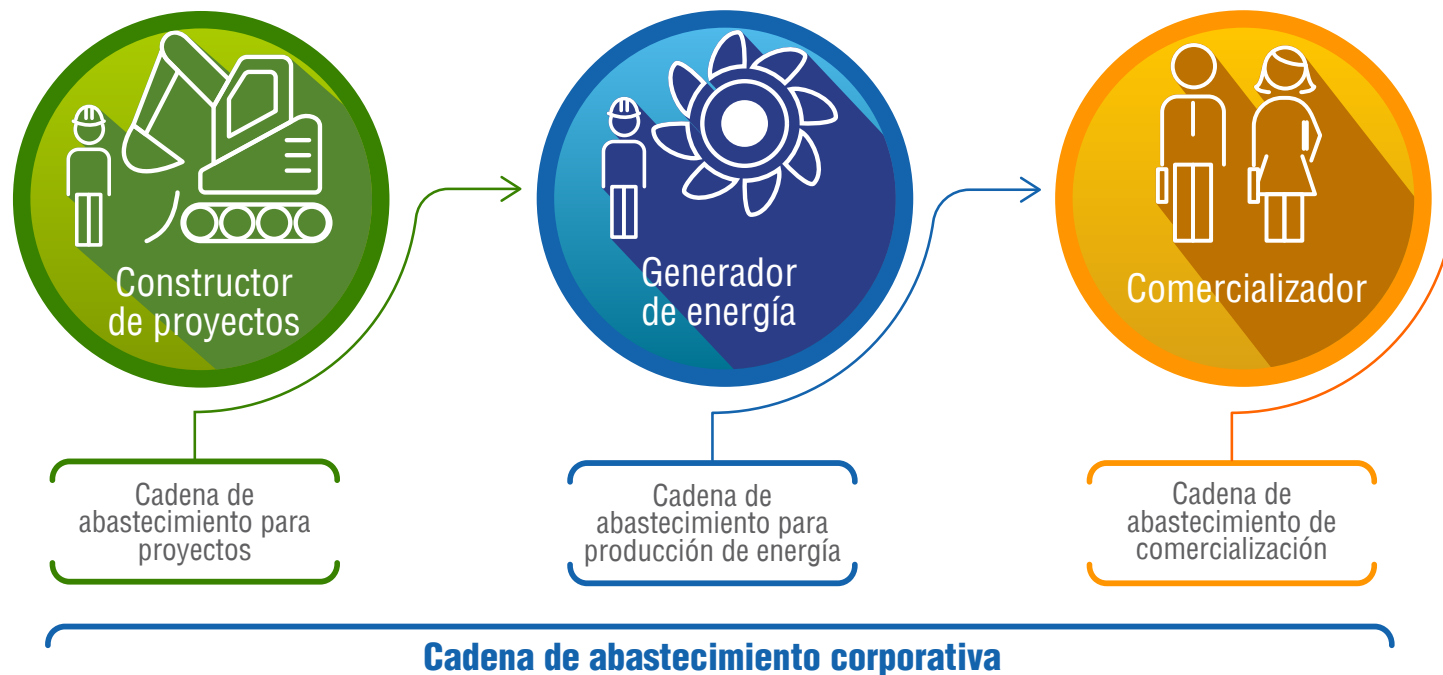 Constructor
de proyectos
Generador
de energía
Comercializador
Cadena de
abastecimiento para
proyectos
Cadena de
abastecimiento para
producción de energía
Cadena de
abastecimiento de
comercialización
Cadena de abastecimiento corporativa